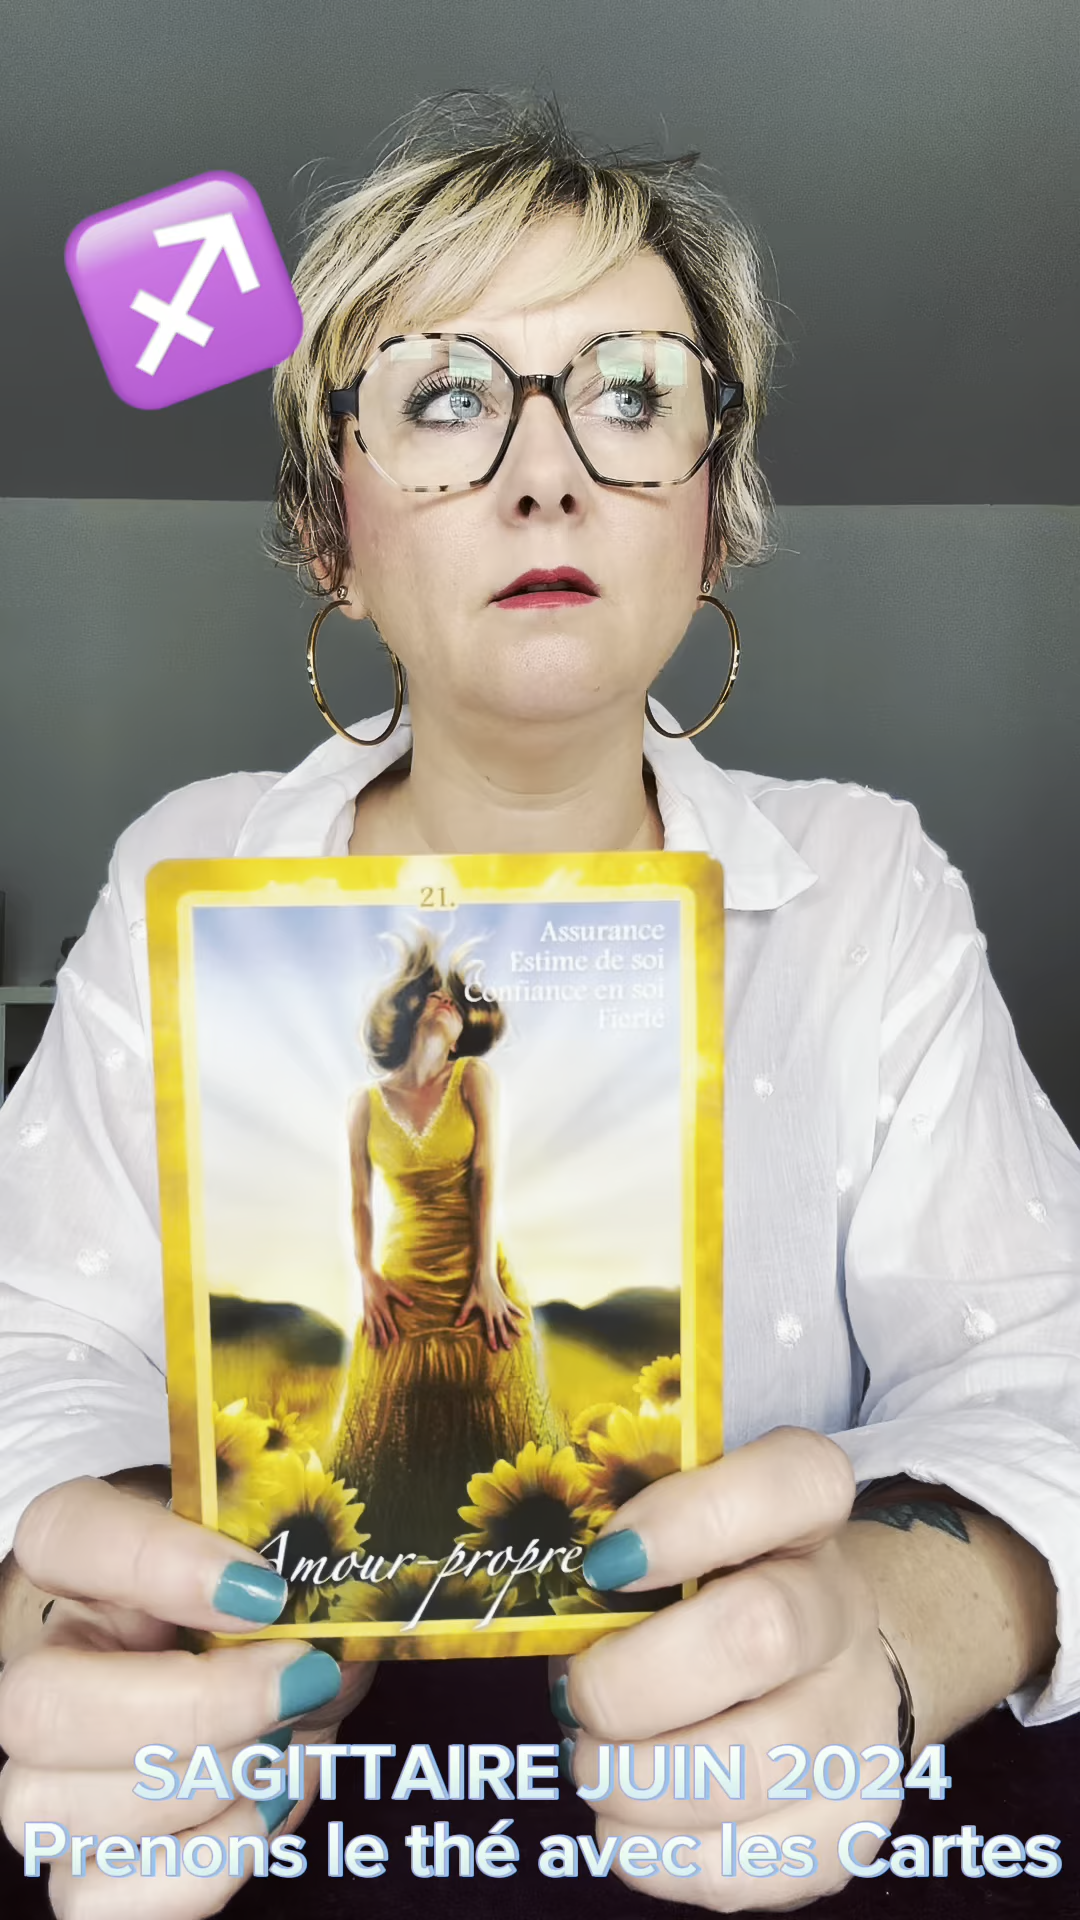 21.
Assurance
Estime de soi
Confiance en soi
Fierté
Amour-propre
SAGITTAIRE JUIN 2024
Prenons le thé avec les Cartes